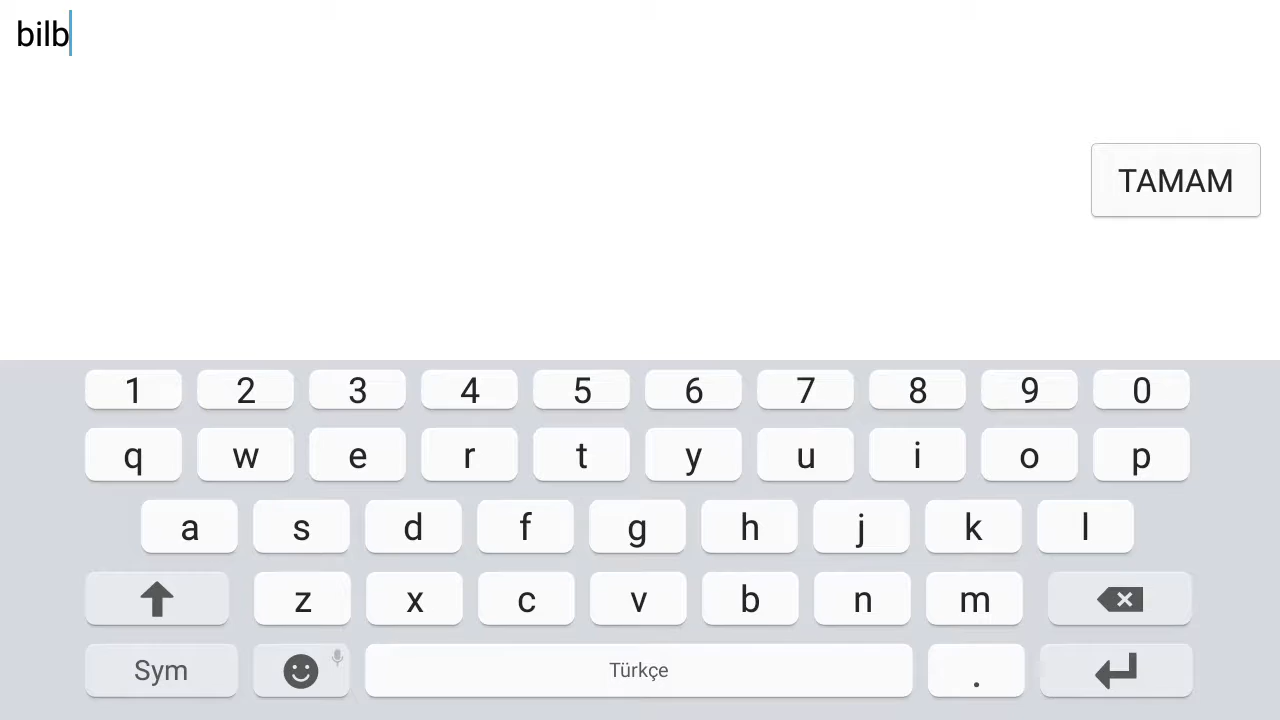 bilb
TAMAM
1 2 3 4 5 6 7 8 9 0
q w e r t y u i o p
a s d f g h j k l
z x c v b n m
Sym Türkçe .